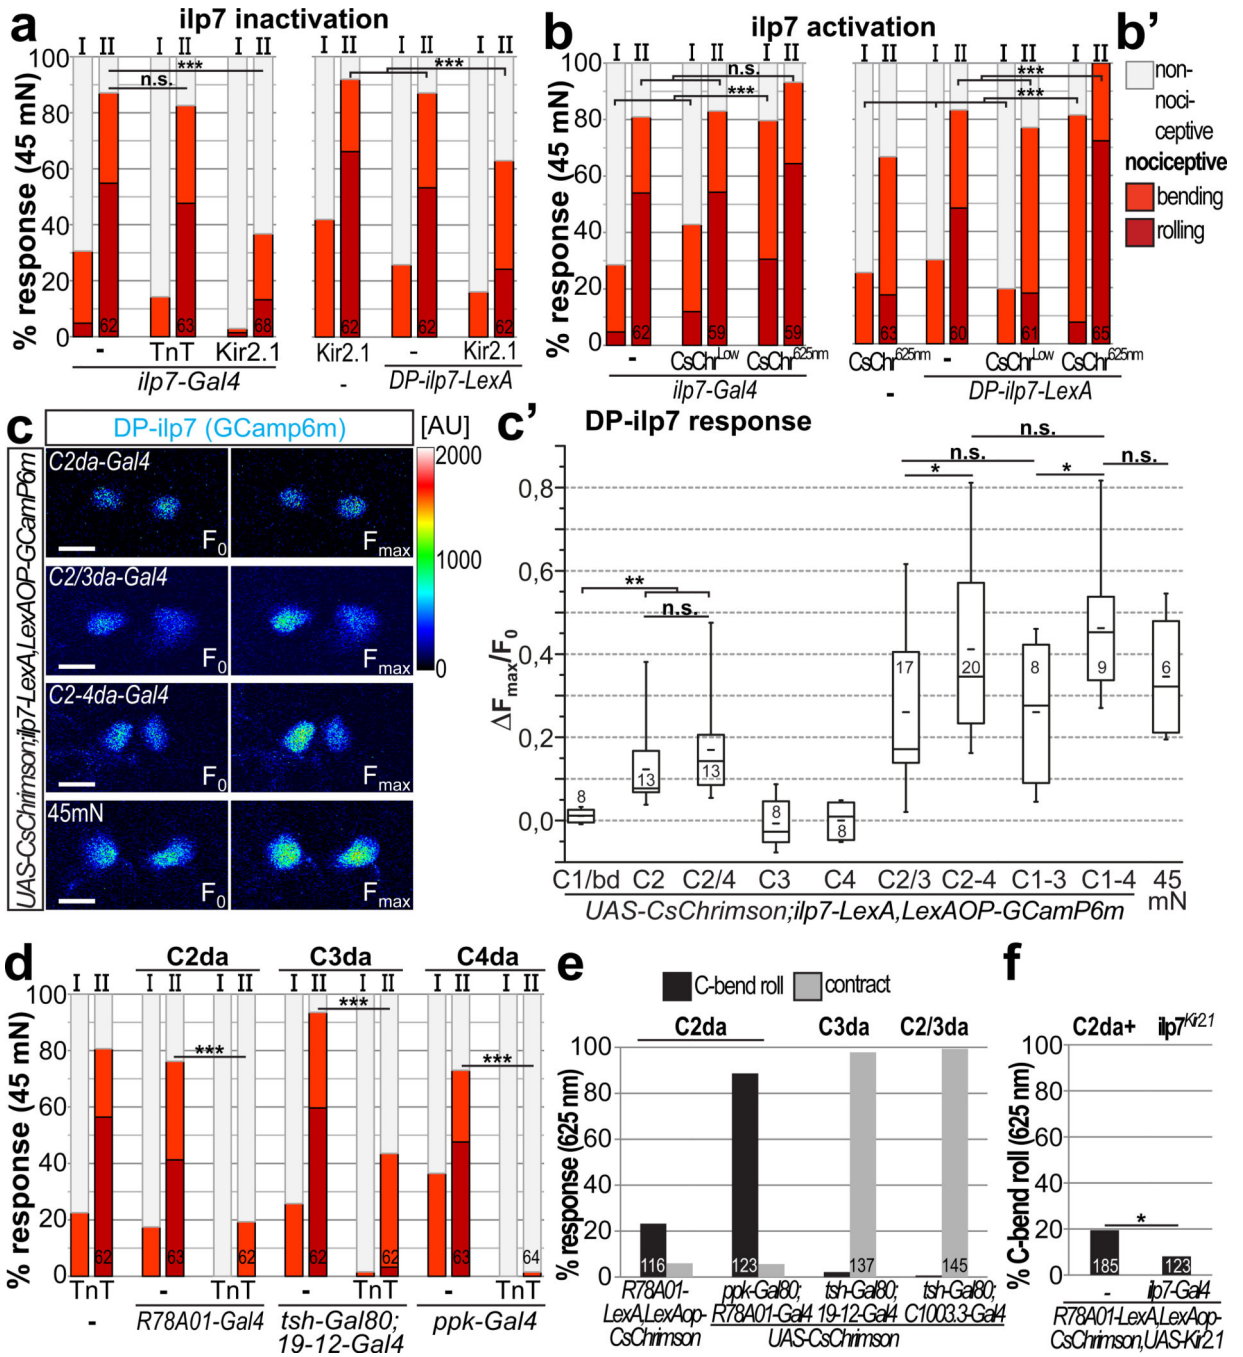 a
ilp7 inactivation
I II I II I II
I II I II I II
100
80
60
40
20
0
% response (45 mN)
***
n.s.
***
62
63
68
62
62
62
- TnT Kir2.1
ilp7-Gal4
Kir2.1 - Kir2.1
-
DP-ilp7-LexA
b
ilp7 activation
I II I II I II
I II I II I II
100
80
60
40
20
0
% response (45 mN)
n.s.
***
***
***
62
59
59
63
60
61
65
- CsChrLow CsChr625nm
ilp7-Gal4
CsChr625nm - CsChrLow CsChr625nm
-
DP-ilp7-LexA
b'
non-
noci-
ceptive
nociceptive
bending
rolling
c
DP-ilp7 (GCamp6m)
[AU]
2000
1000
0
UAS-CsChrimson;ilp7-LexA,LexAOP-GCamP6m
C2da-Gal4
F0
Fmax
C2/3da-Gal4
F0
Fmax
C2-4da-Gal4
F0
Fmax
45mN
F0
Fmax
c'
DP-ilp7 response
ΔFmax/F0
0,8
0,6
0,4
0,2
0,0
n.s.
n.s.
*
*
n.s.
**
n.s.
8
13
13
8
8
17
20
8
9
6
C1/bd C2 C2/4 C3 C4 C2/3 C2-4 C1-3 C1-4 45
mN
UAS-CsChrimson;ilp7-LexA,LexAOP-GCamP6m
d
C2da C3da C4da
I II I II I II I II I II I II I II
100
80
60
40
20
0
% response (45 mN)
***
***
***
62
63
62
62
62
63
64
TnT - TnT - TnT - TnT
-
R78A01-Gal4
tsh-Gal80;
19-12-Gal4
ppk-Gal4
e
C-bend roll
contract
C2da C3da C2/3da
100
80
60
40
20
0
% response (625 nm)
116
123
137
145
R78A01-
LexA,LexAop-
CsChrimson
ppk-Gal80;
R78A01-Gal4
tsh-Gal80;
19-12-Gal4
tsh-Gal80;
C1003.3-Gal4
UAS-CsChrimson
f
C2da+ ilp7Kir2.1
100
80
60
40
20
0
% C-bend roll (625 nm)
*
185
123
- ilp7-Gal4
R78A01-LexA,LexAop-
CsChrimson,UAS-Kir2.1